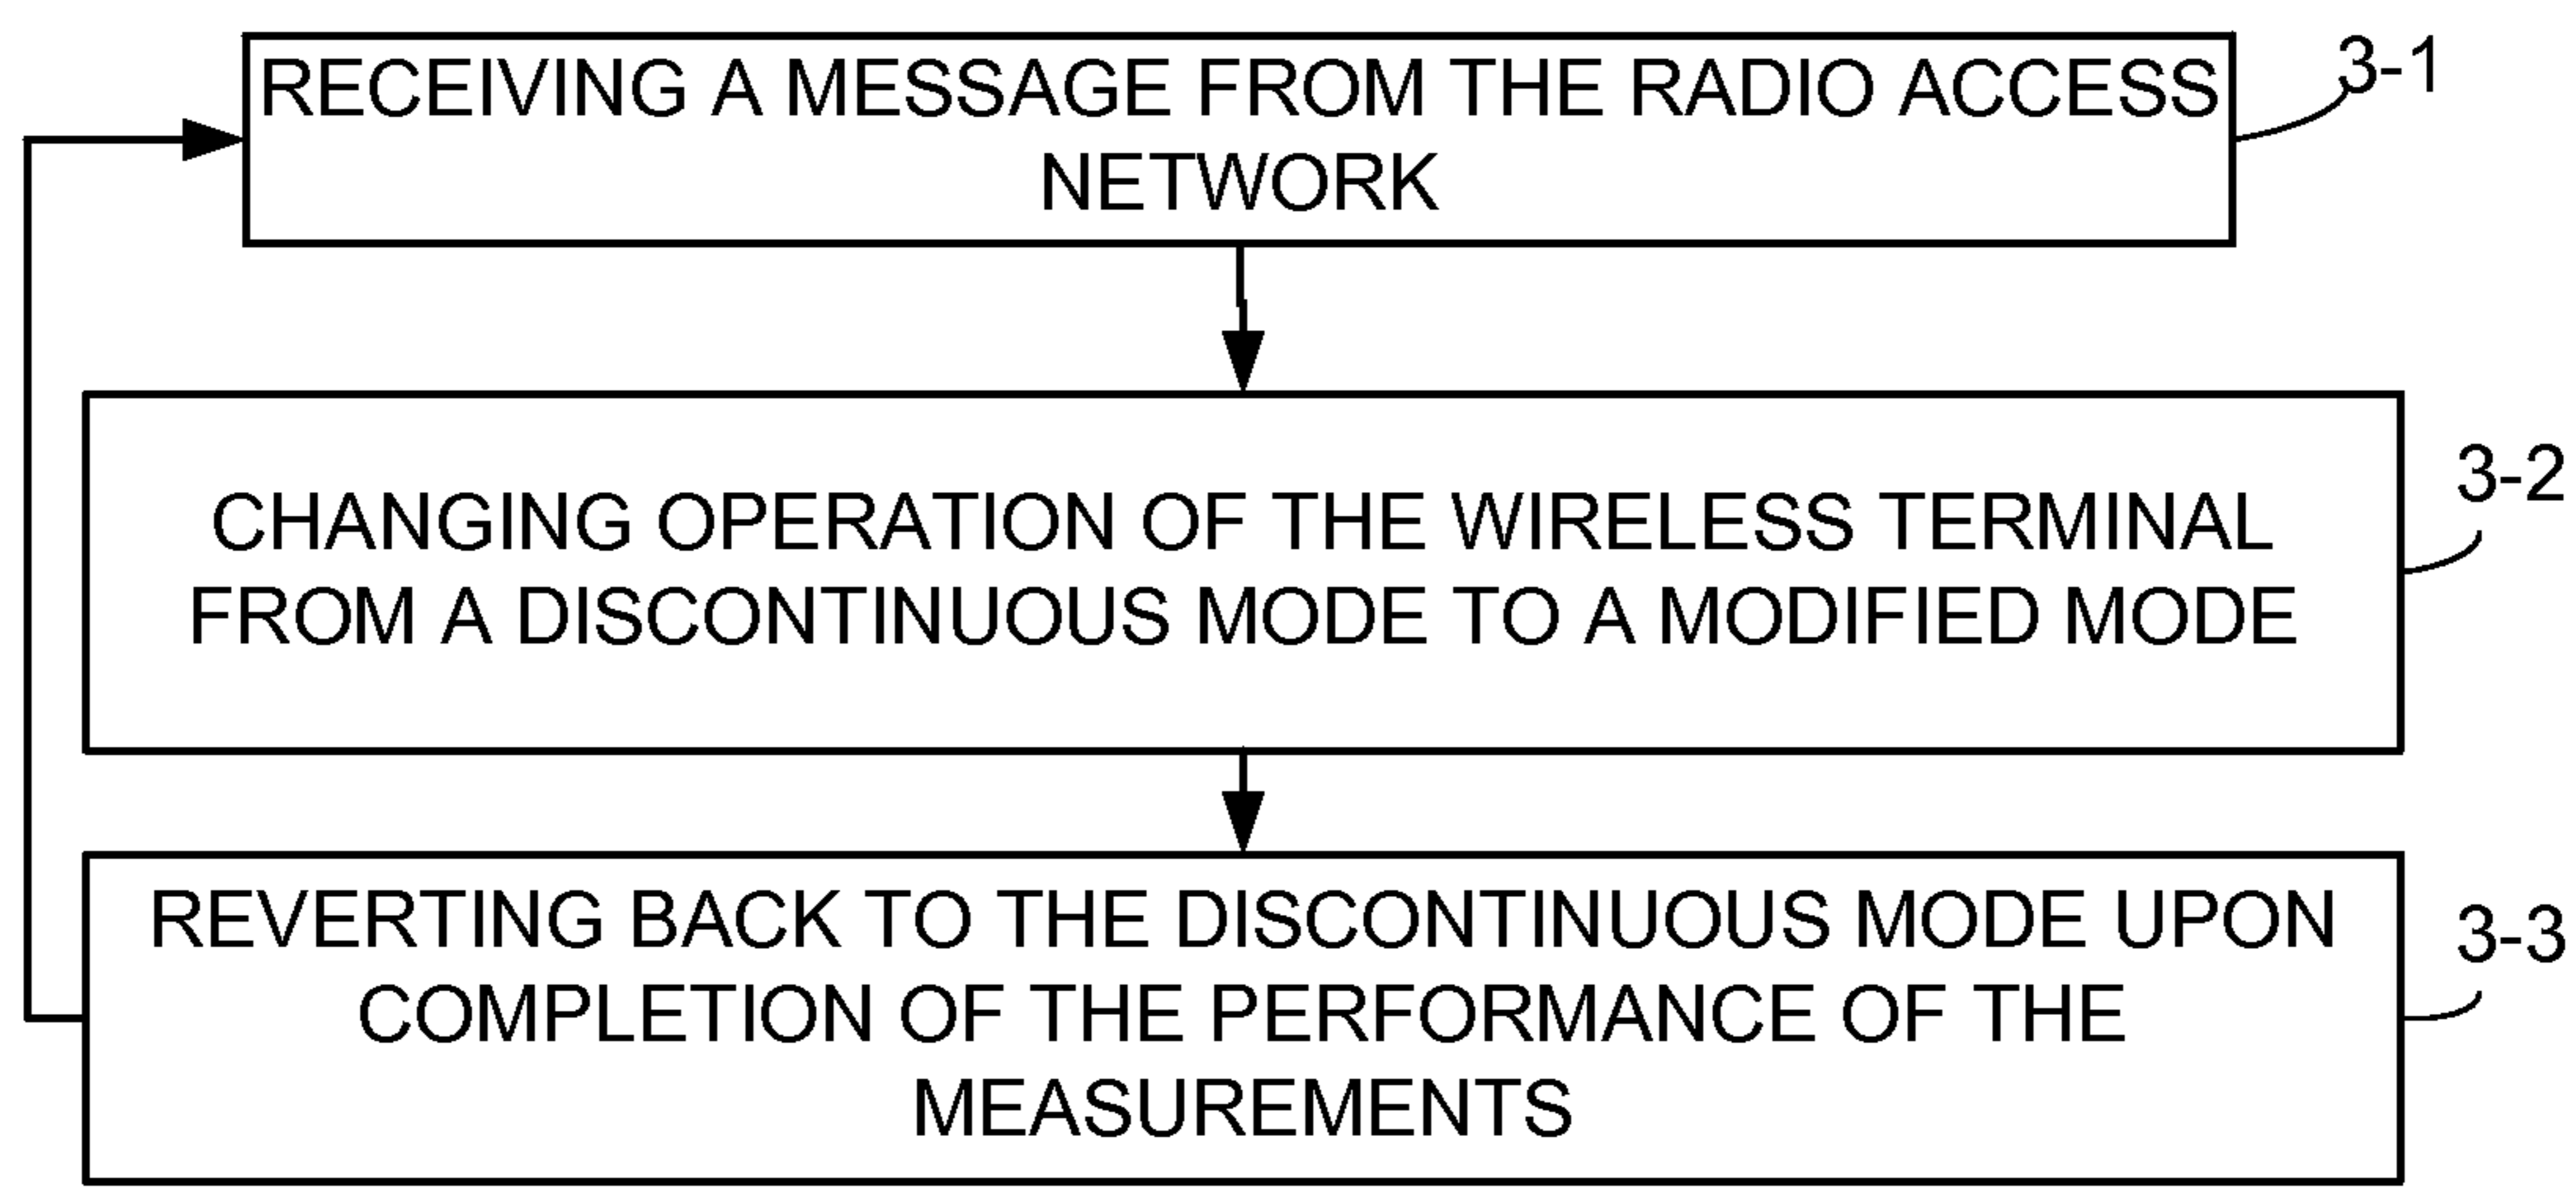 RECEIVING A MESSAGE FROM THE RADIO ACCESS
NETWORK
3-1
CHANGING OPERATION OF THE WIRELESS TERMINAL
FROM A DISCONTINUOUS MODE TO A MODIFIED MODE
3-2
REVERTING BACK TO THE DISCONTINUOUS MODE UPON
COMPLETION OF THE PERFORMANCE OF THE
MEASUREMENTS
3-3